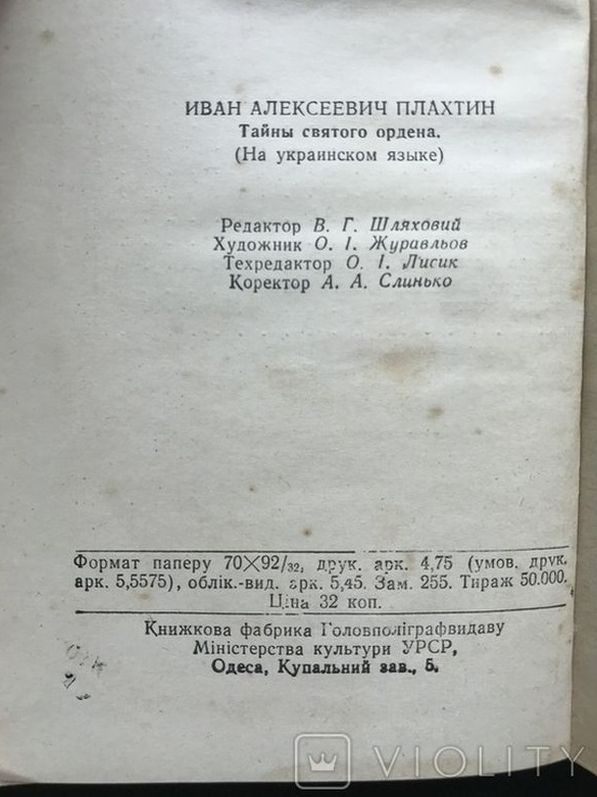 ИВАН АЛЕКСЕЕВИЧ ПЛАХТИН
Тайны святого ордена.
(На украинском языке)
Редактор В. Г. Шляховий
Художник О. І. Журавльов
Техредактор О. І. Лисик
Коректор А. А. Слинько
Формат паперу 70×92/32, друк. арк. 4,75 (умов. друк.
арк. 5,5575), облік.-вид. арк. 5,45. Зам. 255. Тираж 50.000.
Ціна 32 коп.
Книжкова фабрика Головполіграфвидаву
Міністерства культури УРСР,
Одеса, Купальний зав., 5.
VIOLITY